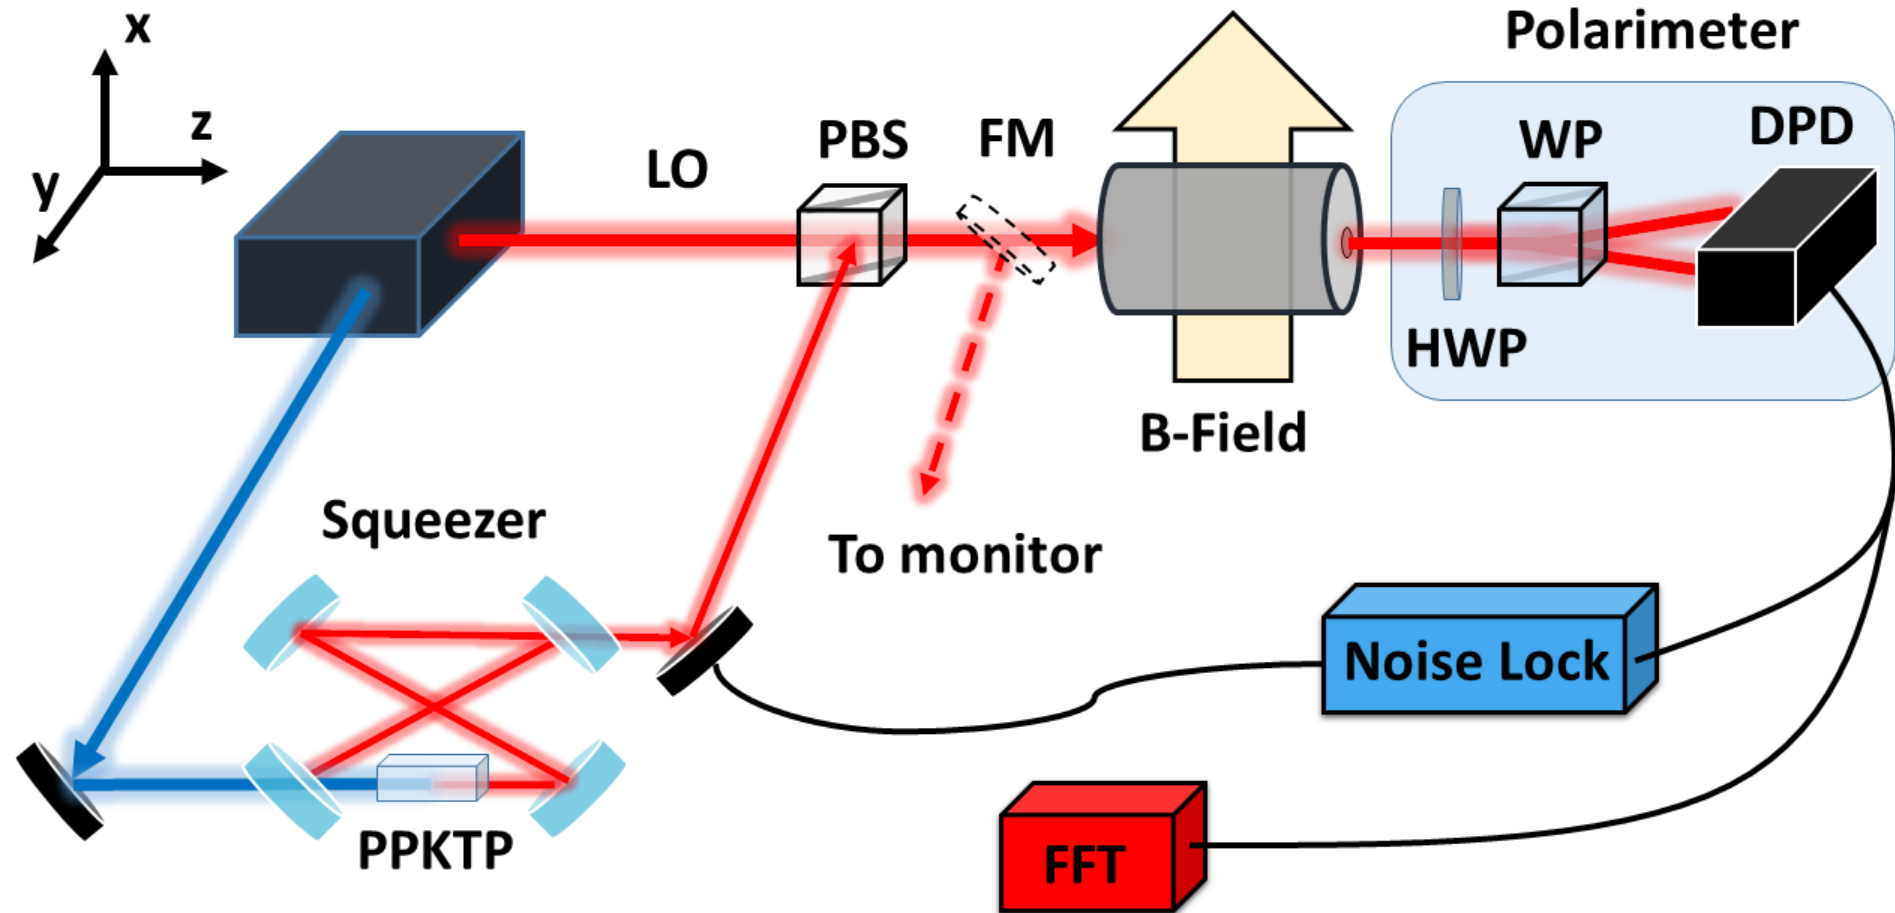 x
Polarimeter
z
LO
PBS
FM
WP
DPD
y
HWP
B-Field
Squeezer
To monitor
Noise Lock
PPKTP
FFT